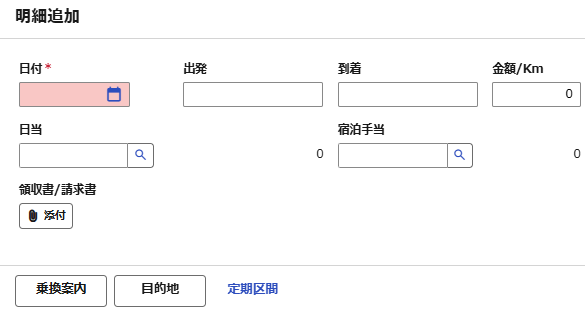 明細追加
日付* 出発 到着 金額/Km
0
日当 宿泊手当
0 0
領収書/請求書
添付
乗換案内 目的地 定期区間